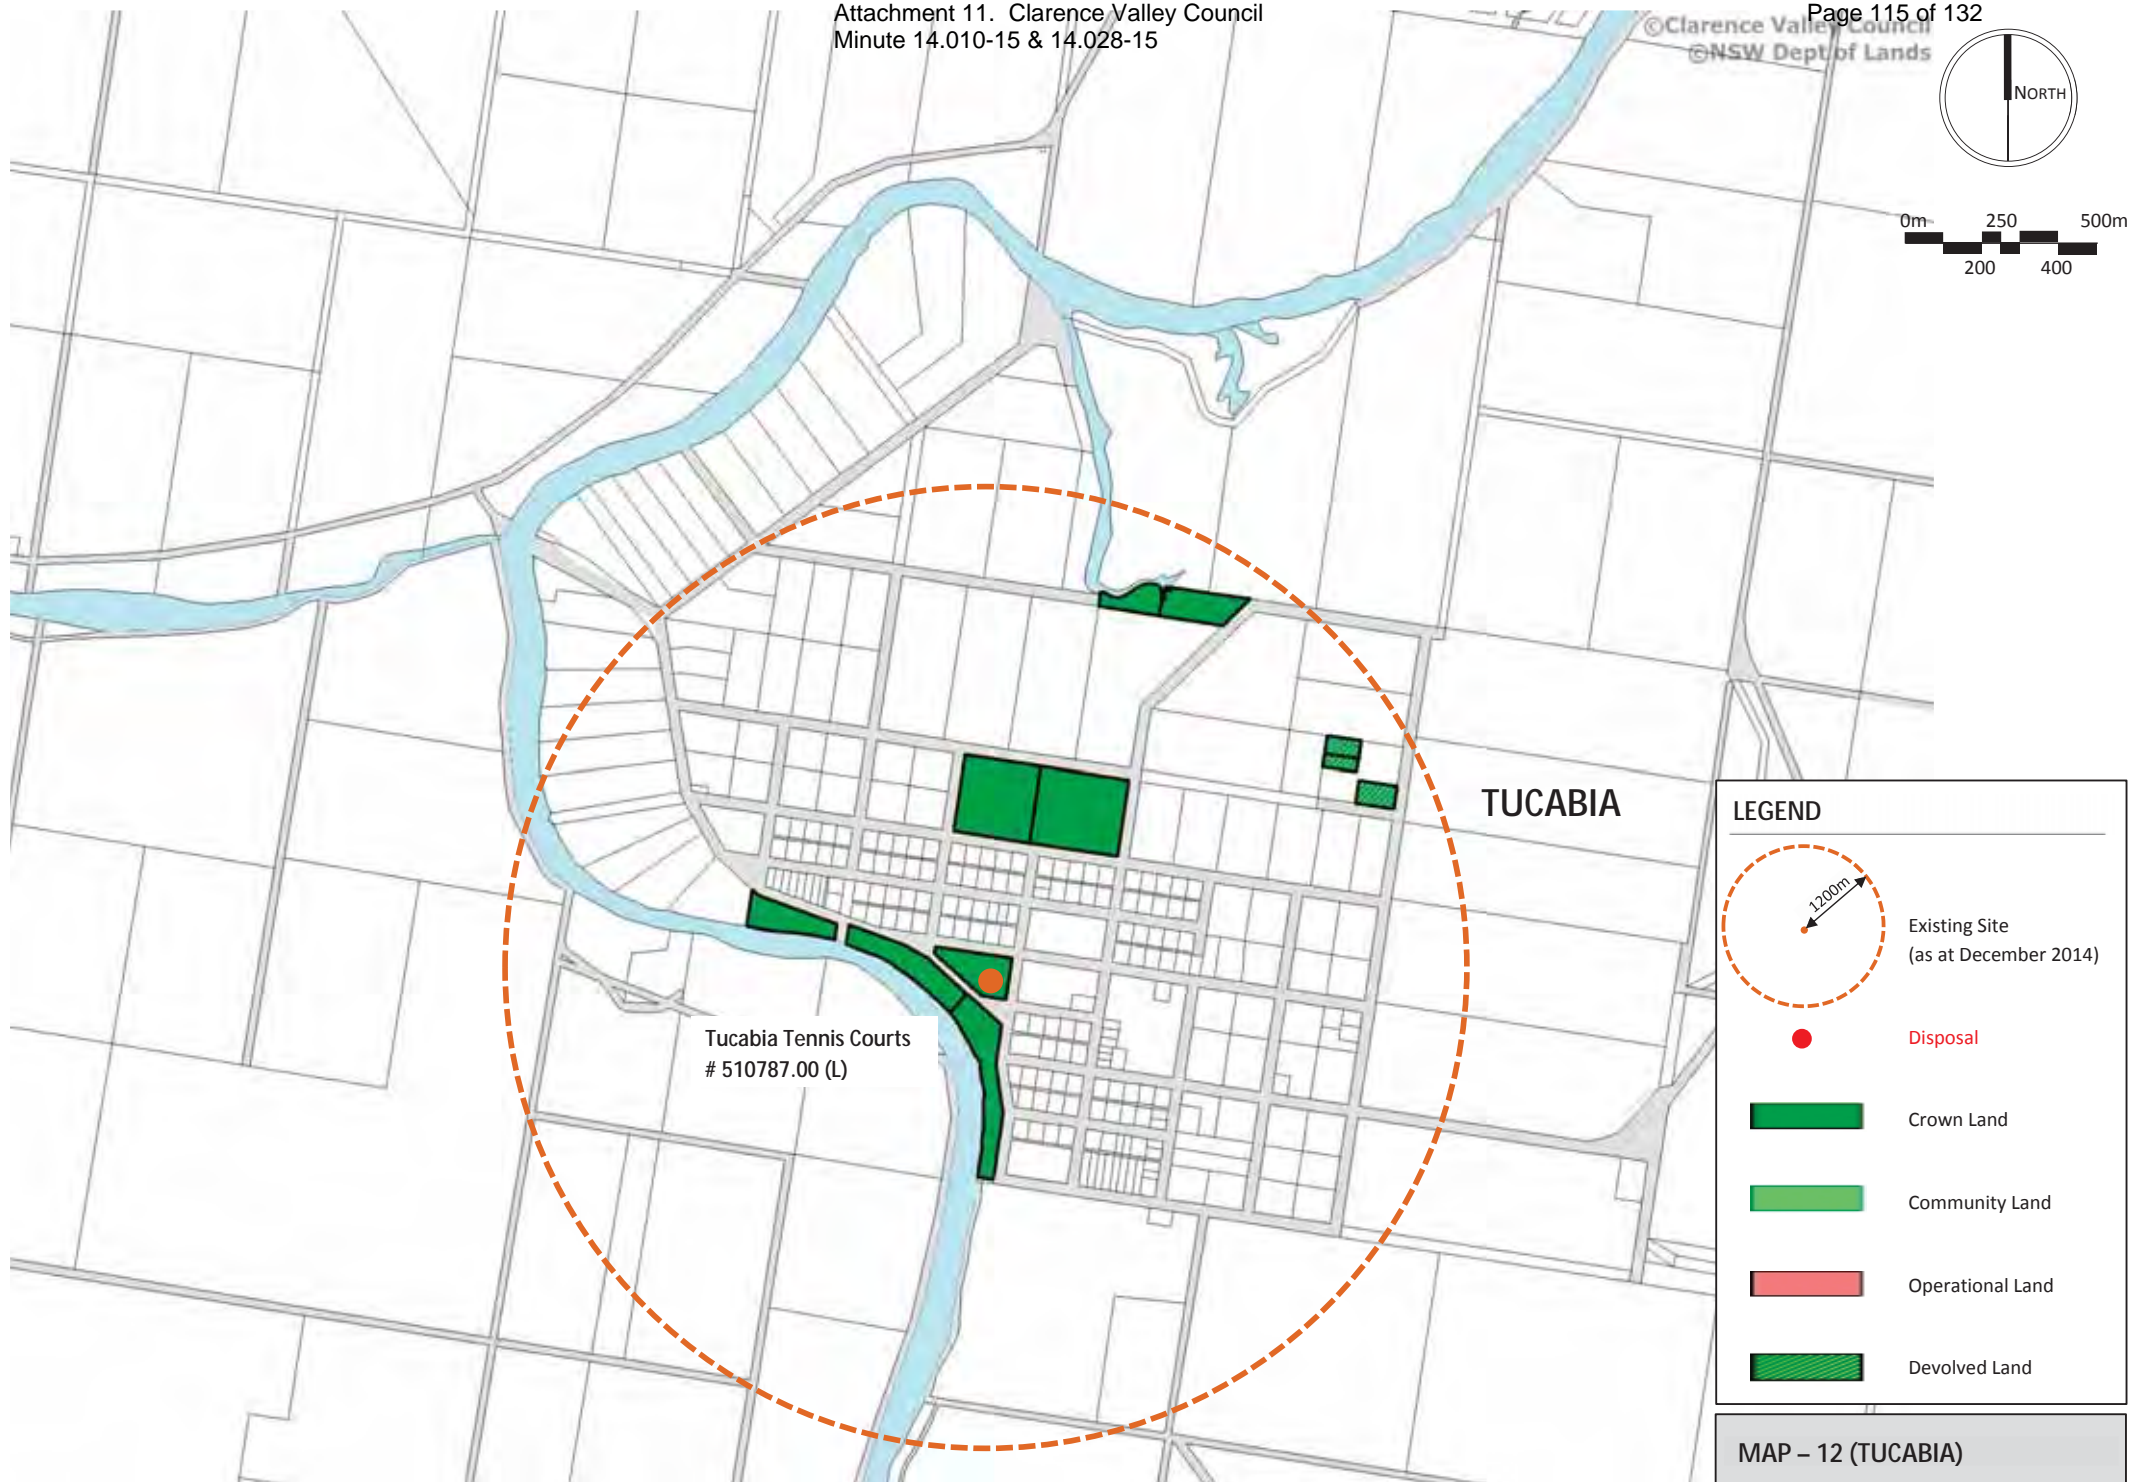 Attachment 11. Clarence Valley Council
Minute 14.010-15 & 14.028-15
Page 115 of 132
©Clarence Valley Council
©NSW Dept of Lands
NORTH
0m 250 500m
200 400
TUCABIA
Tucabia Tennis Courts
# 510787.00 (L)
LEGEND
1200m
Existing Site
(as at December 2014)
Disposal
Crown Land
Community Land
Operational Land
Devolved Land
MAP – 12 (TUCABIA)